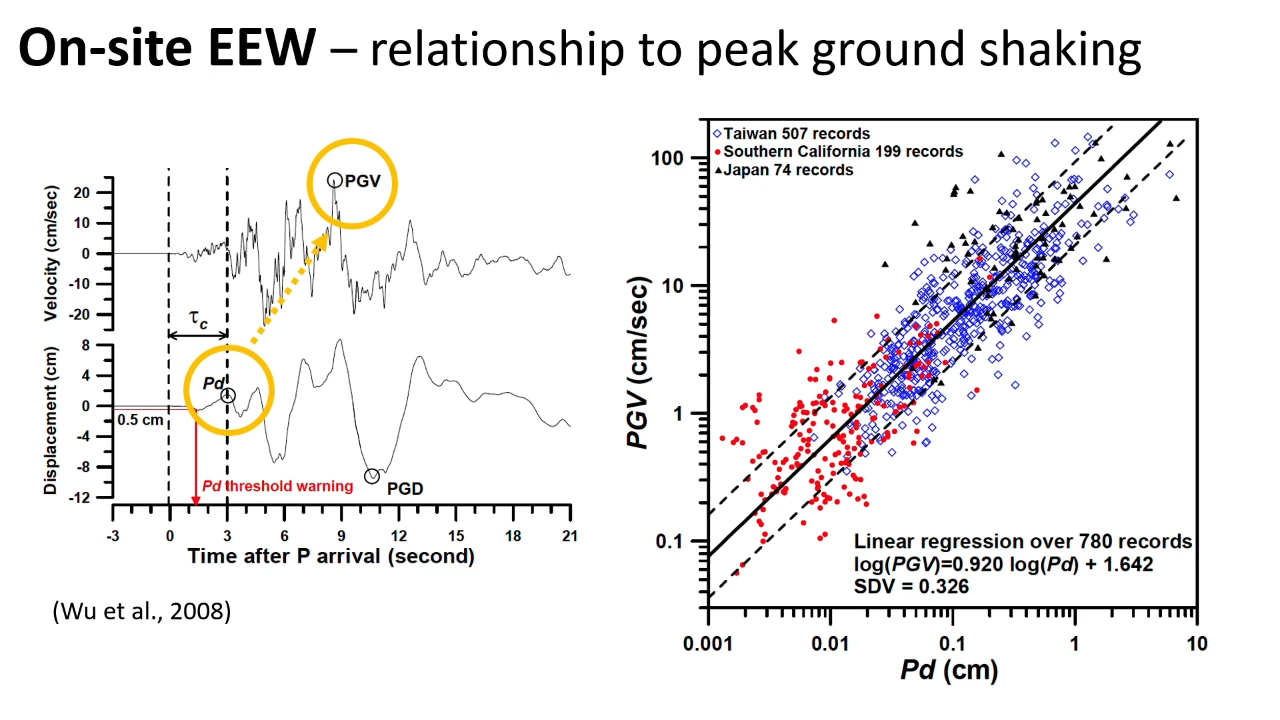 On-site EEW – relationship to peak ground shaking
Velocity (cm/sec)
20
10
0
-10
-20
PGV
τc
Displacement (cm)
8
4
0
-4
-8
-12
Pd
0.5 cm
Pd threshold warning
PGD
-3 0 3 6 9 12 15 18 21
Time after P arrival (second)
(Wu et al., 2008)
Taiwan 507 records
Southern California 199 records
Japan 74 records
PGV (cm/sec)
100
10
1
0.1
Linear regression over 780 records
log(PGV)=0.920 log(Pd) + 1.642
SDV = 0.326
0.001 0.01 0.1 1 10
Pd (cm)